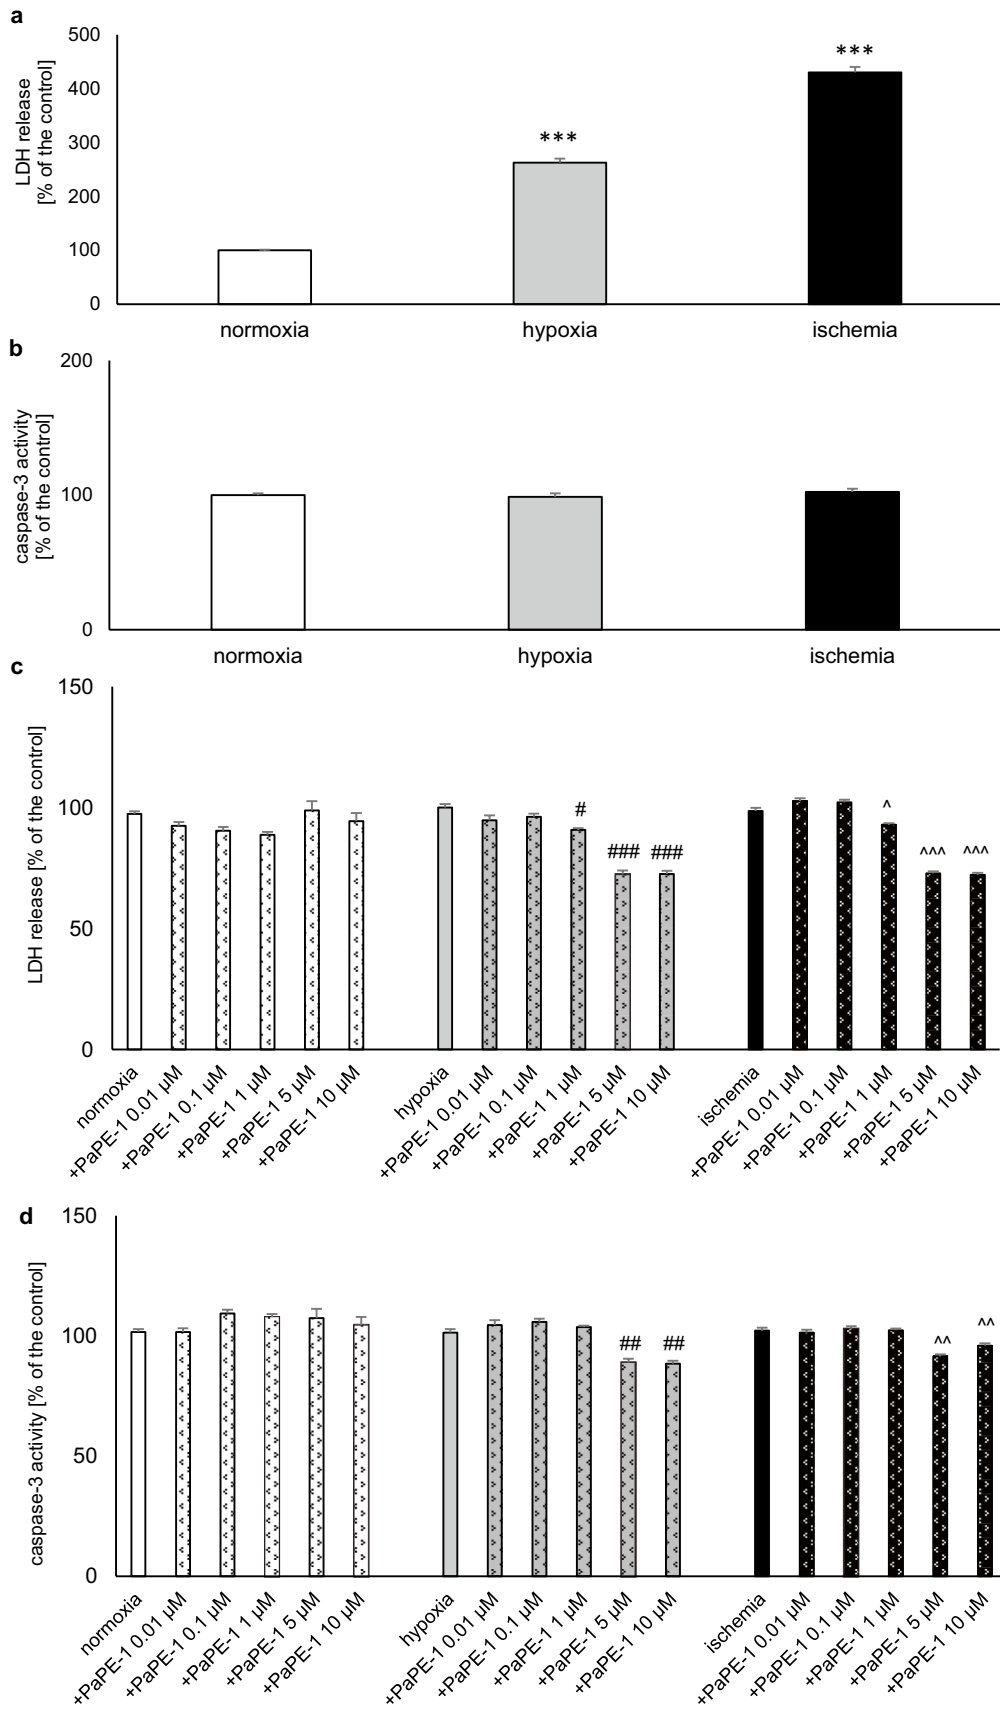 a
LDH release
[% of the control]
500
400
300
200
100
0
***
***
normoxia
hypoxia
ischemia
b
caspase-3 activity
[% of the control]
200
100
0
normoxia
hypoxia
ischemia
c
LDH release [% of the control]
150
100
50
0
#
###
###
^
^^^
^^^
normoxia
+PaPE-1 0.01 µM
+PaPE-1 0.1 µM
+PaPE-1 1 µM
+PaPE-1 5 µM
+PaPE-1 10 µM
hypoxia
+PaPE-1 0.01 µM
+PaPE-1 0.1 µM
+PaPE-1 1 µM
+PaPE-1 5 µM
+PaPE-1 10 µM
ischemia
+PaPE-1 0.01 µM
+PaPE-1 0.1 µM
+PaPE-1 1 µM
+PaPE-1 5 µM
+PaPE-1 10 µM
d
caspase-3 activity [% of the control]
150
100
50
0
##
##
^^
^^
normoxia
+PaPE-1 0.01 µM
+PaPE-1 0.1 µM
+PaPE-1 1 µM
+PaPE-1 5 µM
+PaPE-1 10 µM
hypoxia
+PaPE-1 0.01 µM
+PaPE-1 0.1 µM
+PaPE-1 1 µM
+PaPE-1 5 µM
+PaPE-1 10 µM
ischemia
+PaPE-1 0.01 µM
+PaPE-1 0.1 µM
+PaPE-1 1 µM
+PaPE-1 5 µM
+PaPE-1 10 µM